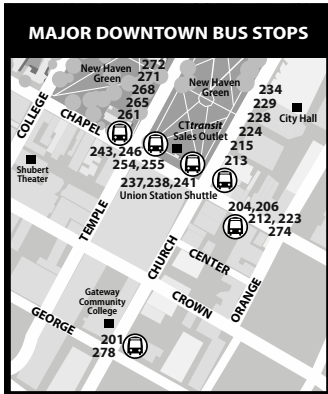 MAJOR DOWNTOWN BUS STOPS
New Haven
Green
272
271
268
265
261
New Haven
Green
234
229
228
224
215
213
City Hall
COLLEGE
CHAPEL
CTtransit
Sales Outlet
243, 246
254, 255
Shubert
Theater
237,238,241
Union Station Shuttle
204,206
212, 223
274
TEMPLE
CHURCH
CENTER
ORANGE
CROWN
Gateway
Community
College
GEORGE
201
278